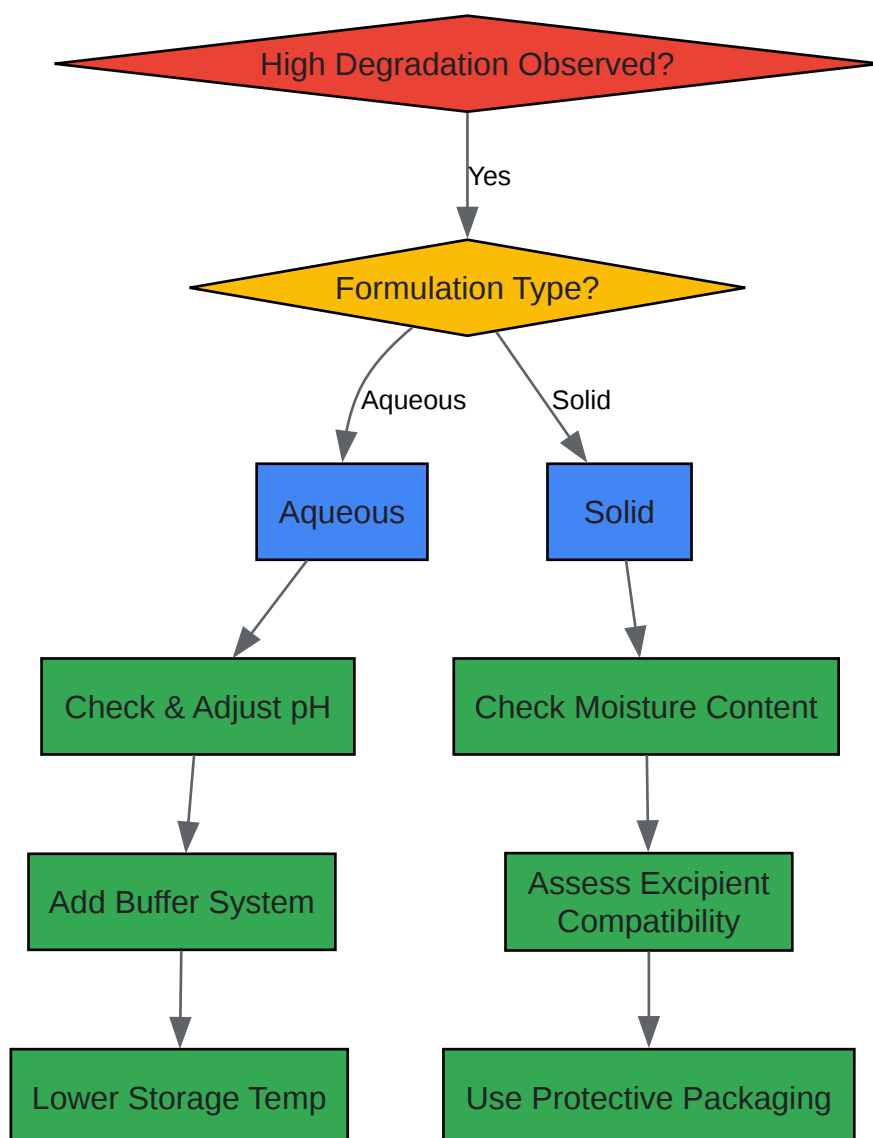 High Degradation Observed?
Yes
Formulation Type?
Aqueous
Solid
Aqueous
Solid
Check & Adjust pH
Check Moisture Content
Add Buffer System
Assess Excipient
Compatibility
Lower Storage Temp
Use Protective Packaging